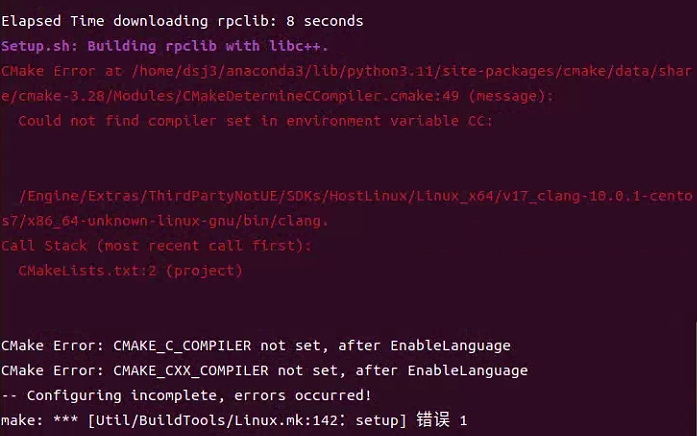 Elapsed Time downloading rpclib: 8 seconds
Setup.sh: Building rpclib with libc++.
CMake Error at /home/dsj3/anaconda3/lib/python3.11/site-packages/cmake/data/shar
e/cmake-3.28/Modules/CMakeDetermineCCompiler.cmake:49 (message):
  Could not find compiler set in environment variable CC:
  /Engine/Extras/ThirdPartyNotUE/SDKs/HostLinux/Linux_x64/v17_clang-10.0.1-cento
s7/x86_64-unknown-linux-gnu/bin/clang.
Call Stack (most recent call first):
  CMakeLists.txt:2 (project)
CMake Error: CMAKE_C_COMPILER not set, after EnableLanguage
CMake Error: CMAKE_CXX_COMPILER not set, after EnableLanguage
-- Configuring incomplete, errors occurred!
make: *** [Util/BuildTools/Linux.mk:142：setup] 错误 1